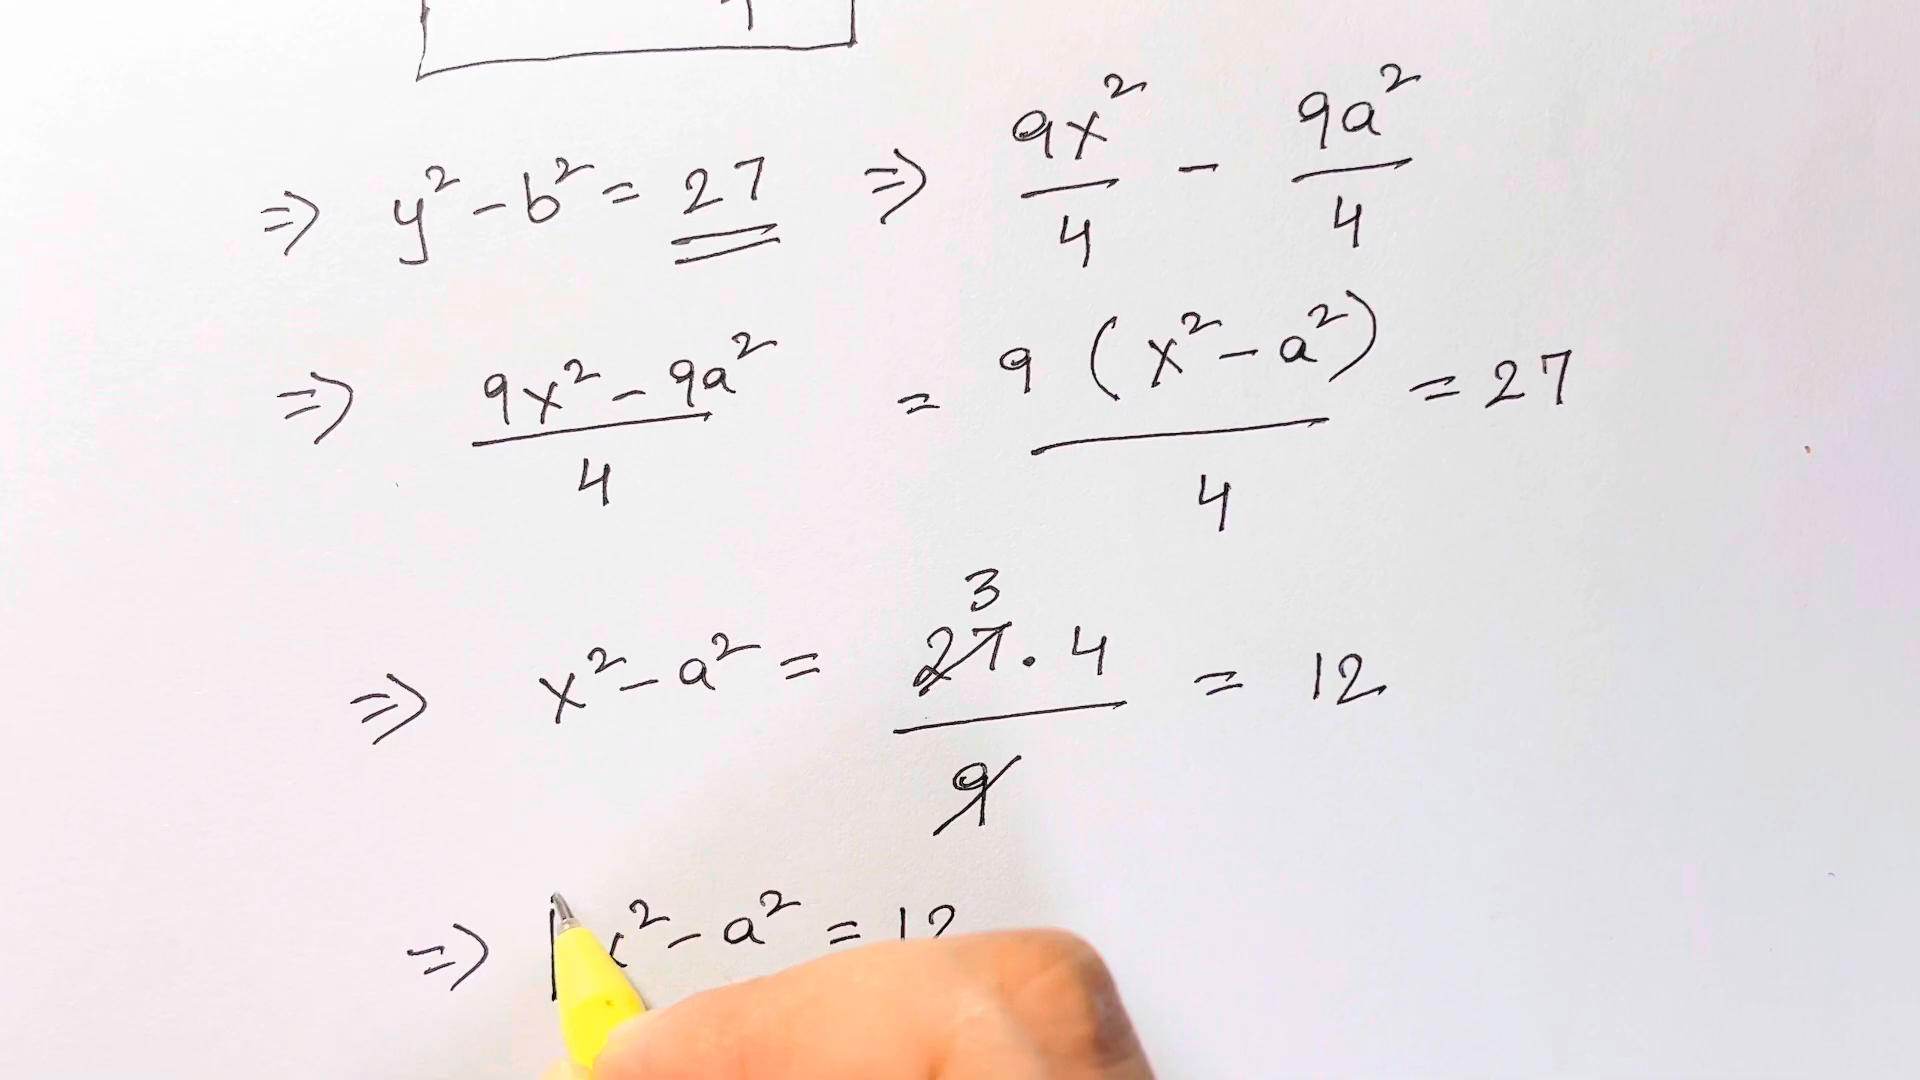 ⇒ y² - b² = 27 ⇒ 9x²/4 - 9a²/4
⇒ (9x² - 9a²)/4 = 9(x² - a²)/4 = 27
3
⇒ x² - a² = 27 · 4/9 = 12
⇒ x² - a² = 12